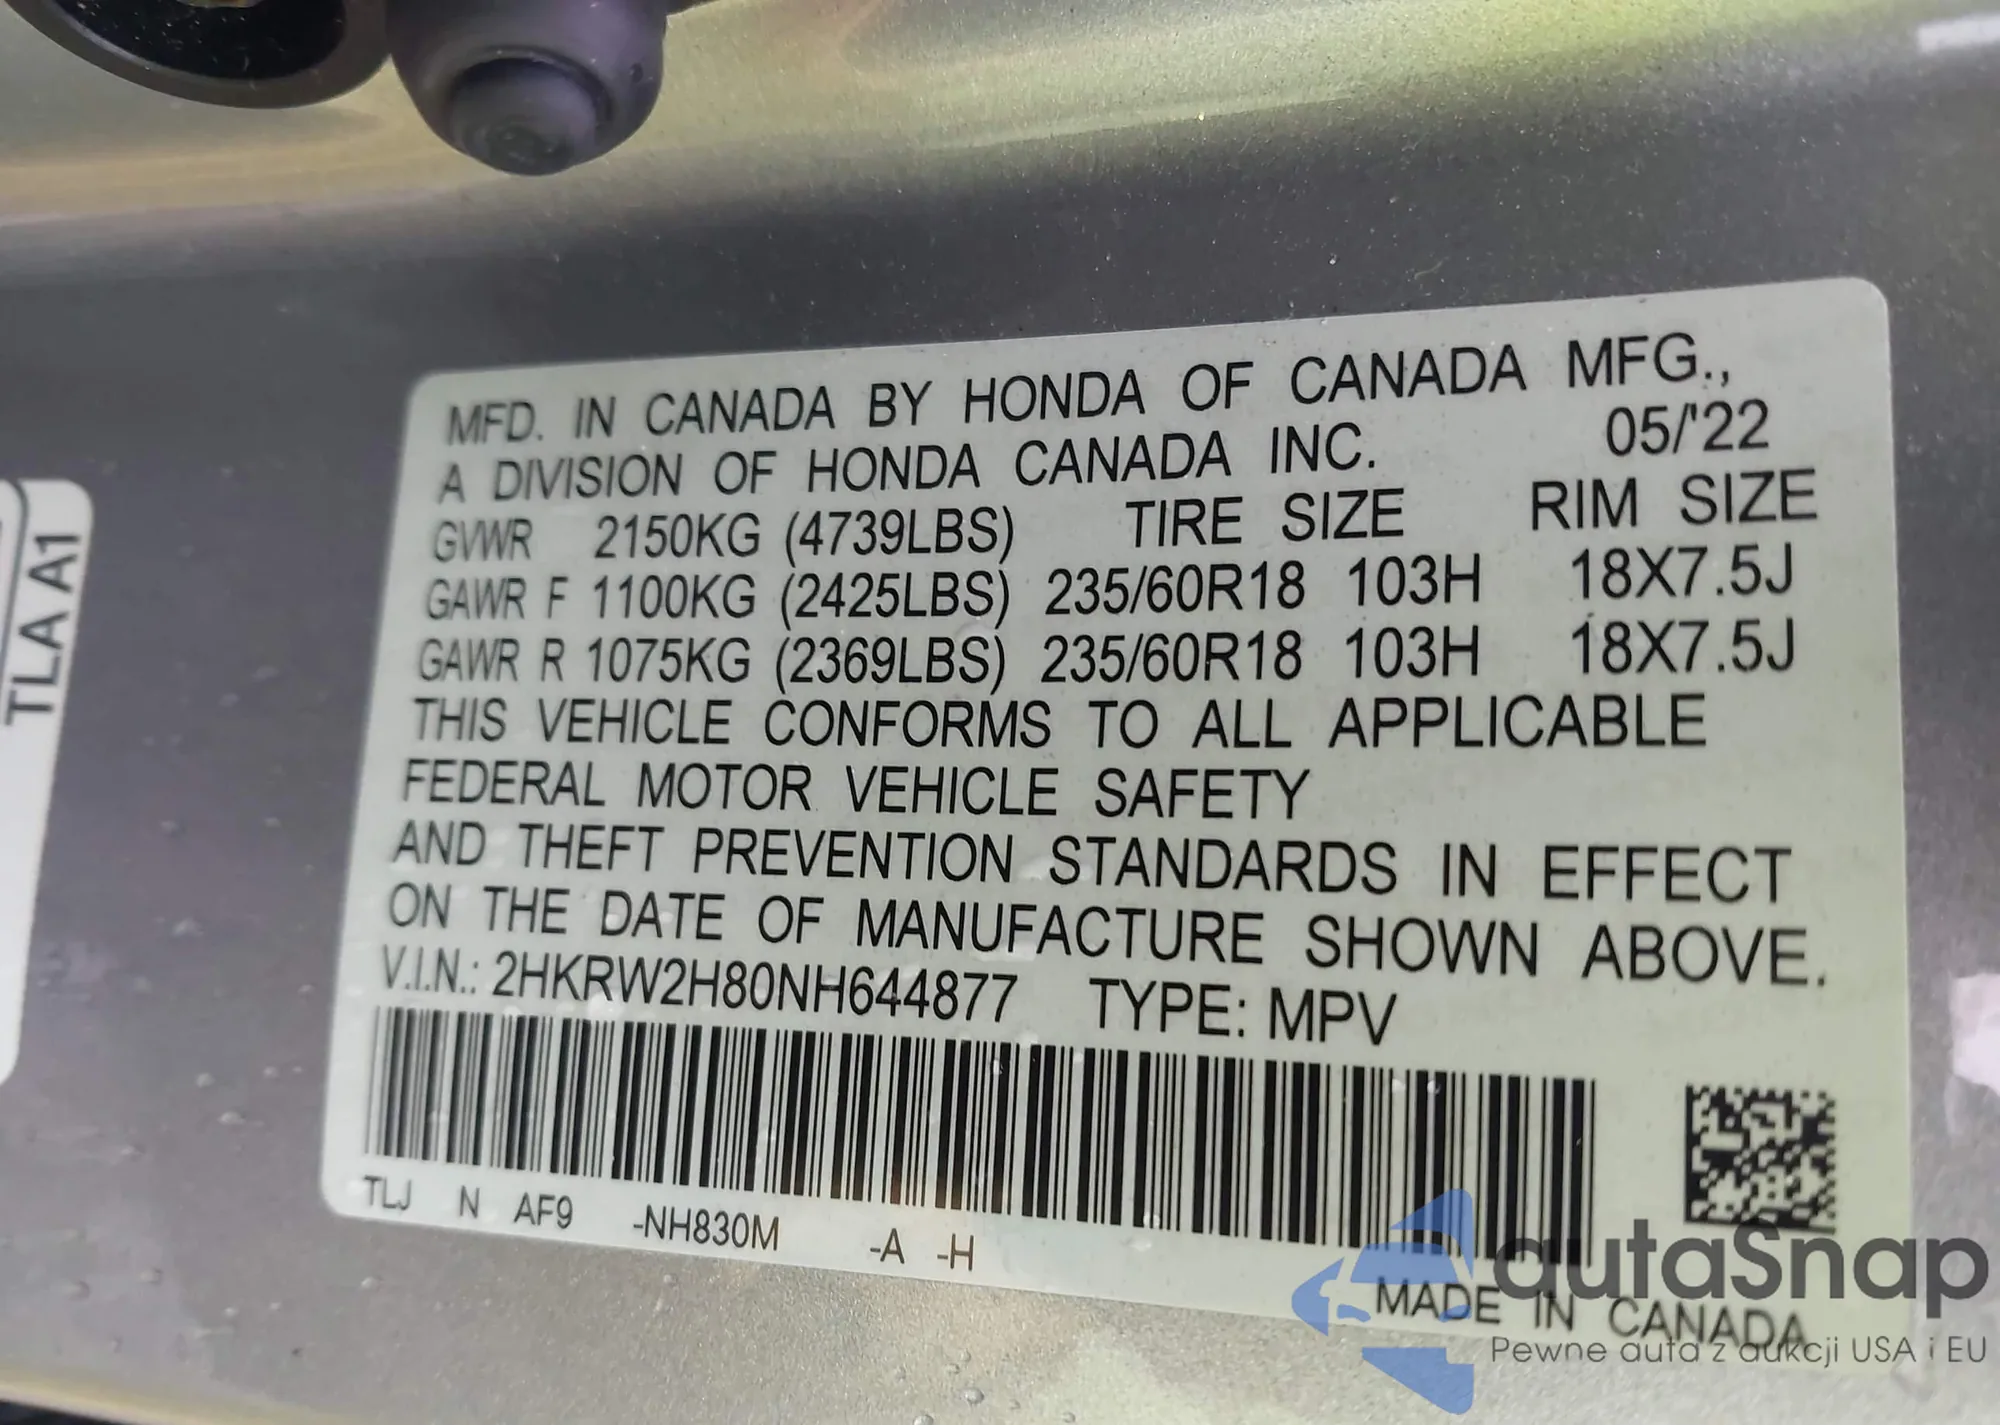 TLA A1
MFD. IN CANADA BY HONDA OF CANADA MFG.,
A DIVISION OF HONDA CANADA INC. 05/'22
GVWR 2150KG (4739LBS) TIRE SIZE RIM SIZE
GAWR F 1100KG (2425LBS) 235/60R18 103H 18X7.5J
GAWR R 1075KG (2369LBS) 235/60R18 103H 18X7.5J
THIS VEHICLE CONFORMS TO ALL APPLICABLE
FEDERAL MOTOR VEHICLE SAFETY
AND THEFT PREVENTION STANDARDS IN EFFECT
ON THE DATE OF MANUFACTURE SHOWN ABOVE.
V.I.N.: 2HKRW2H80NH644877 TYPE: MPV
TLJ N AF9 -NH830M -A -H
MADE IN CANADA
autaSnap
Pewne auta z aukcji USA i EU